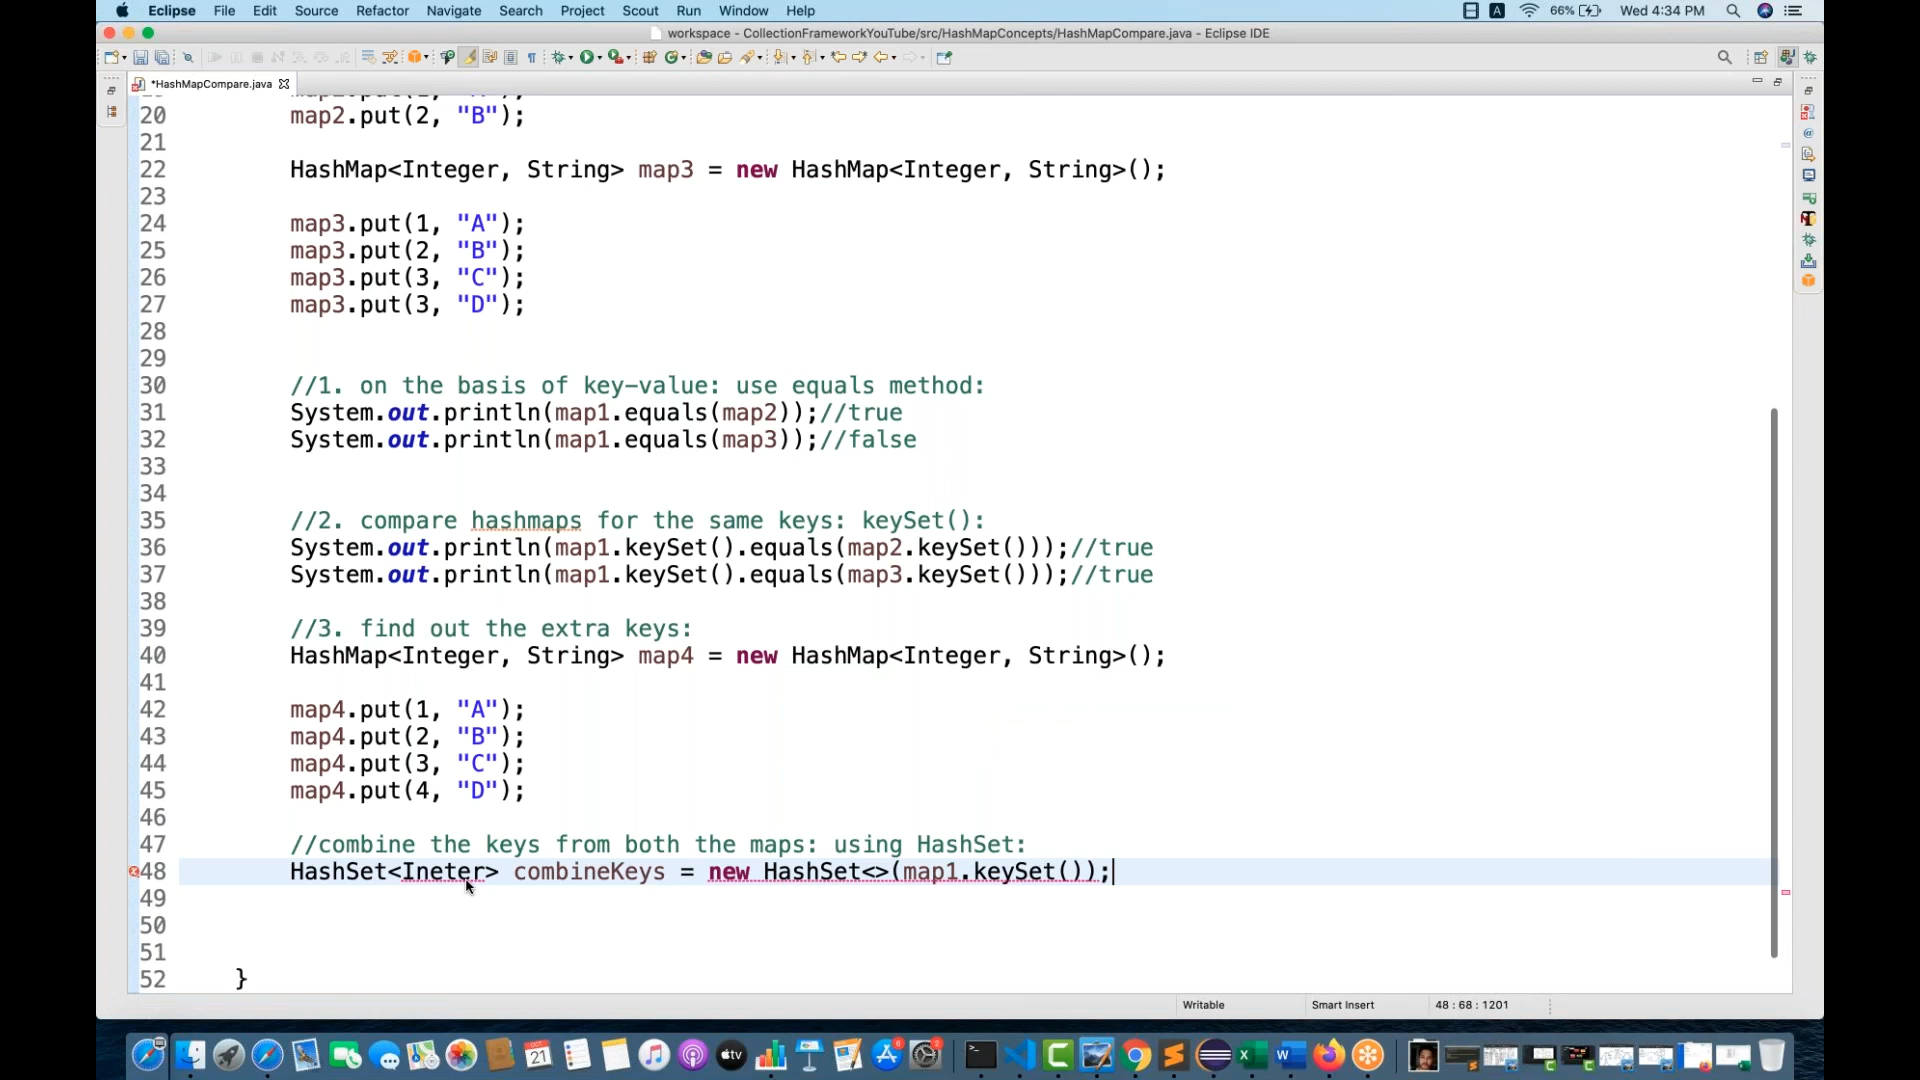 Eclipse File Edit Source Refactor Navigate Search Project Scout Run Window Help A 66% Wed 4:34 PM
workspace - CollectionFrameworkYouTube/src/HashMapConcepts/HashMapCompare.java - Eclipse IDE
*HashMapCompare.java
20 map2.put(2, "B");
21
22 HashMap<Integer, String> map3 = new HashMap<Integer, String>();
23
24 map3.put(1, "A");
25 map3.put(2, "B");
26 map3.put(3, "C");
27 map3.put(3, "D");
28
29
30 //1. on the basis of key-value: use equals method:
31 System.out.println(map1.equals(map2));//true
32 System.out.println(map1.equals(map3));//false
33
34
35 //2. compare hashmaps for the same keys: keySet():
36 System.out.println(map1.keySet().equals(map2.keySet()));//true
37 System.out.println(map1.keySet().equals(map3.keySet()));//true
38
39 //3. find out the extra keys:
40 HashMap<Integer, String> map4 = new HashMap<Integer, String>();
41
42 map4.put(1, "A");
43 map4.put(2, "B");
44 map4.put(3, "C");
45 map4.put(4, "D");
46
47 //combine the keys from both the maps: using HashSet:
48 HashSet<Ineter> combineKeys = new HashSet<>(map1.keySet());
49
50
51
52 }
Writable Smart Insert 48 : 68 : 1201
OCT 21 tv